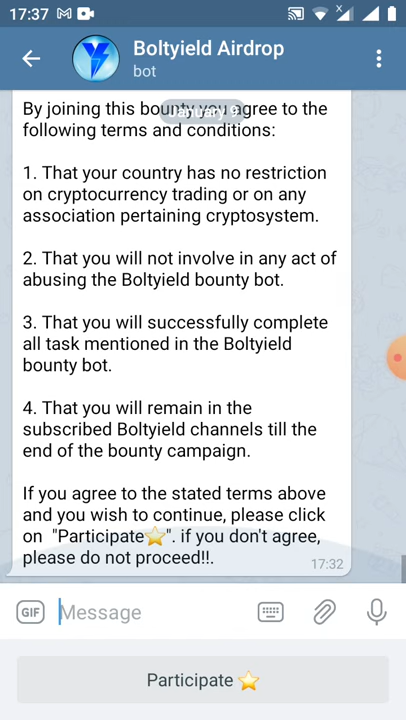 17:37
Boltyield Airdrop
bot
By joining this bounty you agree to the
January 9
following terms and conditions:
1. That your country has no restriction
on cryptocurrency trading or on any
association pertaining cryptosystem.
2. That you will not involve in any act of
abusing the Boltyield bounty bot.
3. That you will successfully complete
all task mentioned in the Boltyield
bounty bot.
4. That you will remain in the
subscribed Boltyield channels till the
end of the bounty campaign.
If you agree to the stated terms above
and you wish to continue, please click
on "Participate⭐". if you don't agree,
please do not proceed!!.
17:32
GIF
Message
Participate ⭐